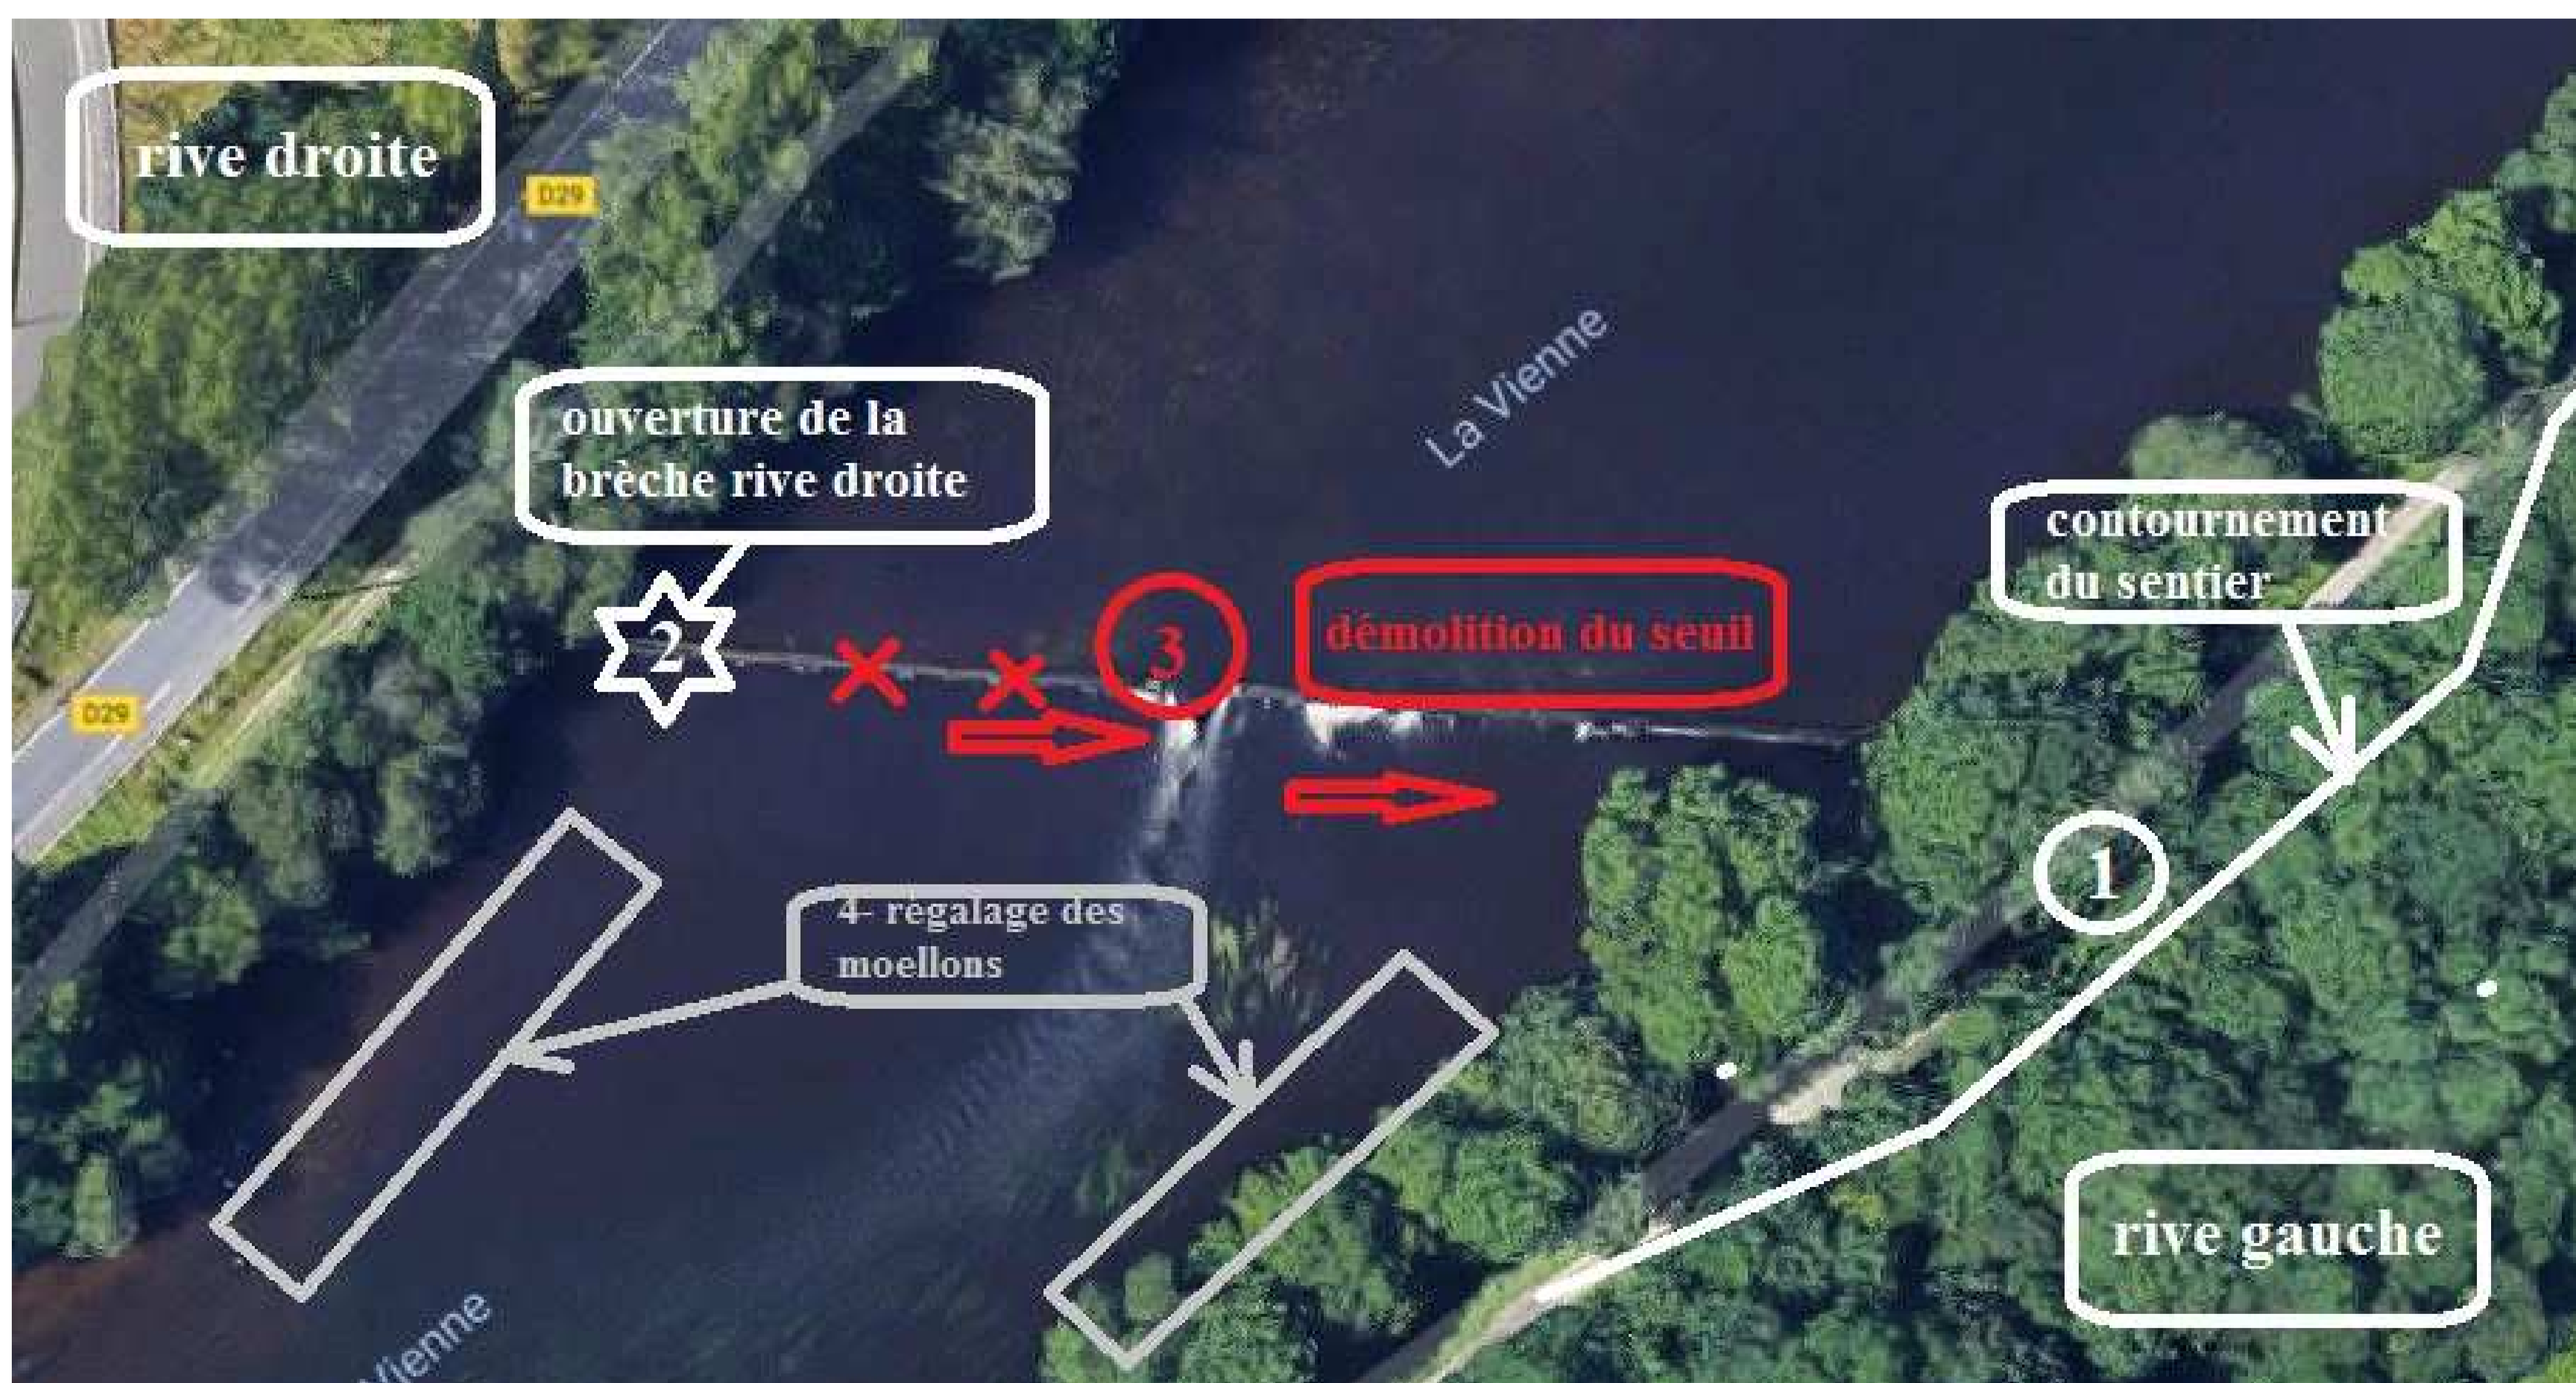 rive droite
D29
ouverture de la
brèche rive droite
La Vienne
contournement
du sentier
2
3
démolition du seuil
D29
1
4- régalage des
moellons
rive gauche
Vienne